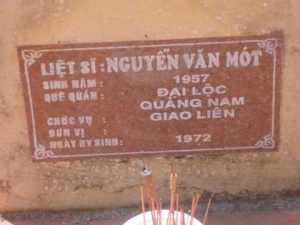 LIỆT SĨ : NGUYỄN VĂN MÓT
SINH NĂM : 1957
QUÊ QUÁN : ĐẠI LỘC
QUẢNG NAM
CHỨC VỤ : GIAO LIÊN
ĐƠN VỊ :
NGÀY HY SINH : 1972